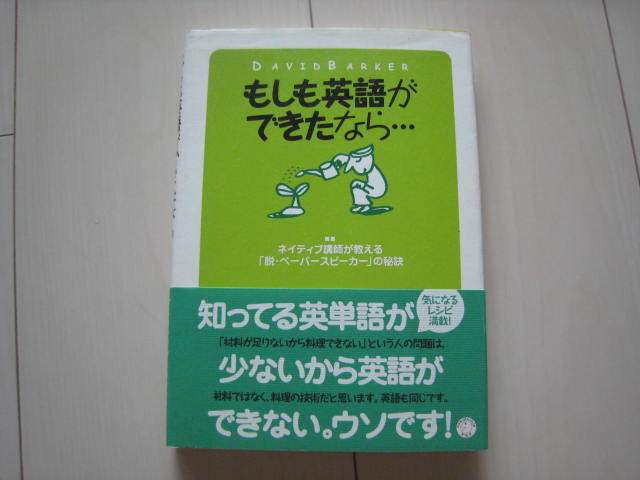 DAVID BARKER
もしも英語が
できたなら…
ネイティブ講師が教える
「脱・ペーパースピーカー」の秘訣
知ってる英単語が
気になる
レシピ
満載!
「材料が足りないから料理できない」という人の問題は、
少ないから英語が
材料ではなく、料理の技術だと思います。英語も同じです。
できない。ウソです!